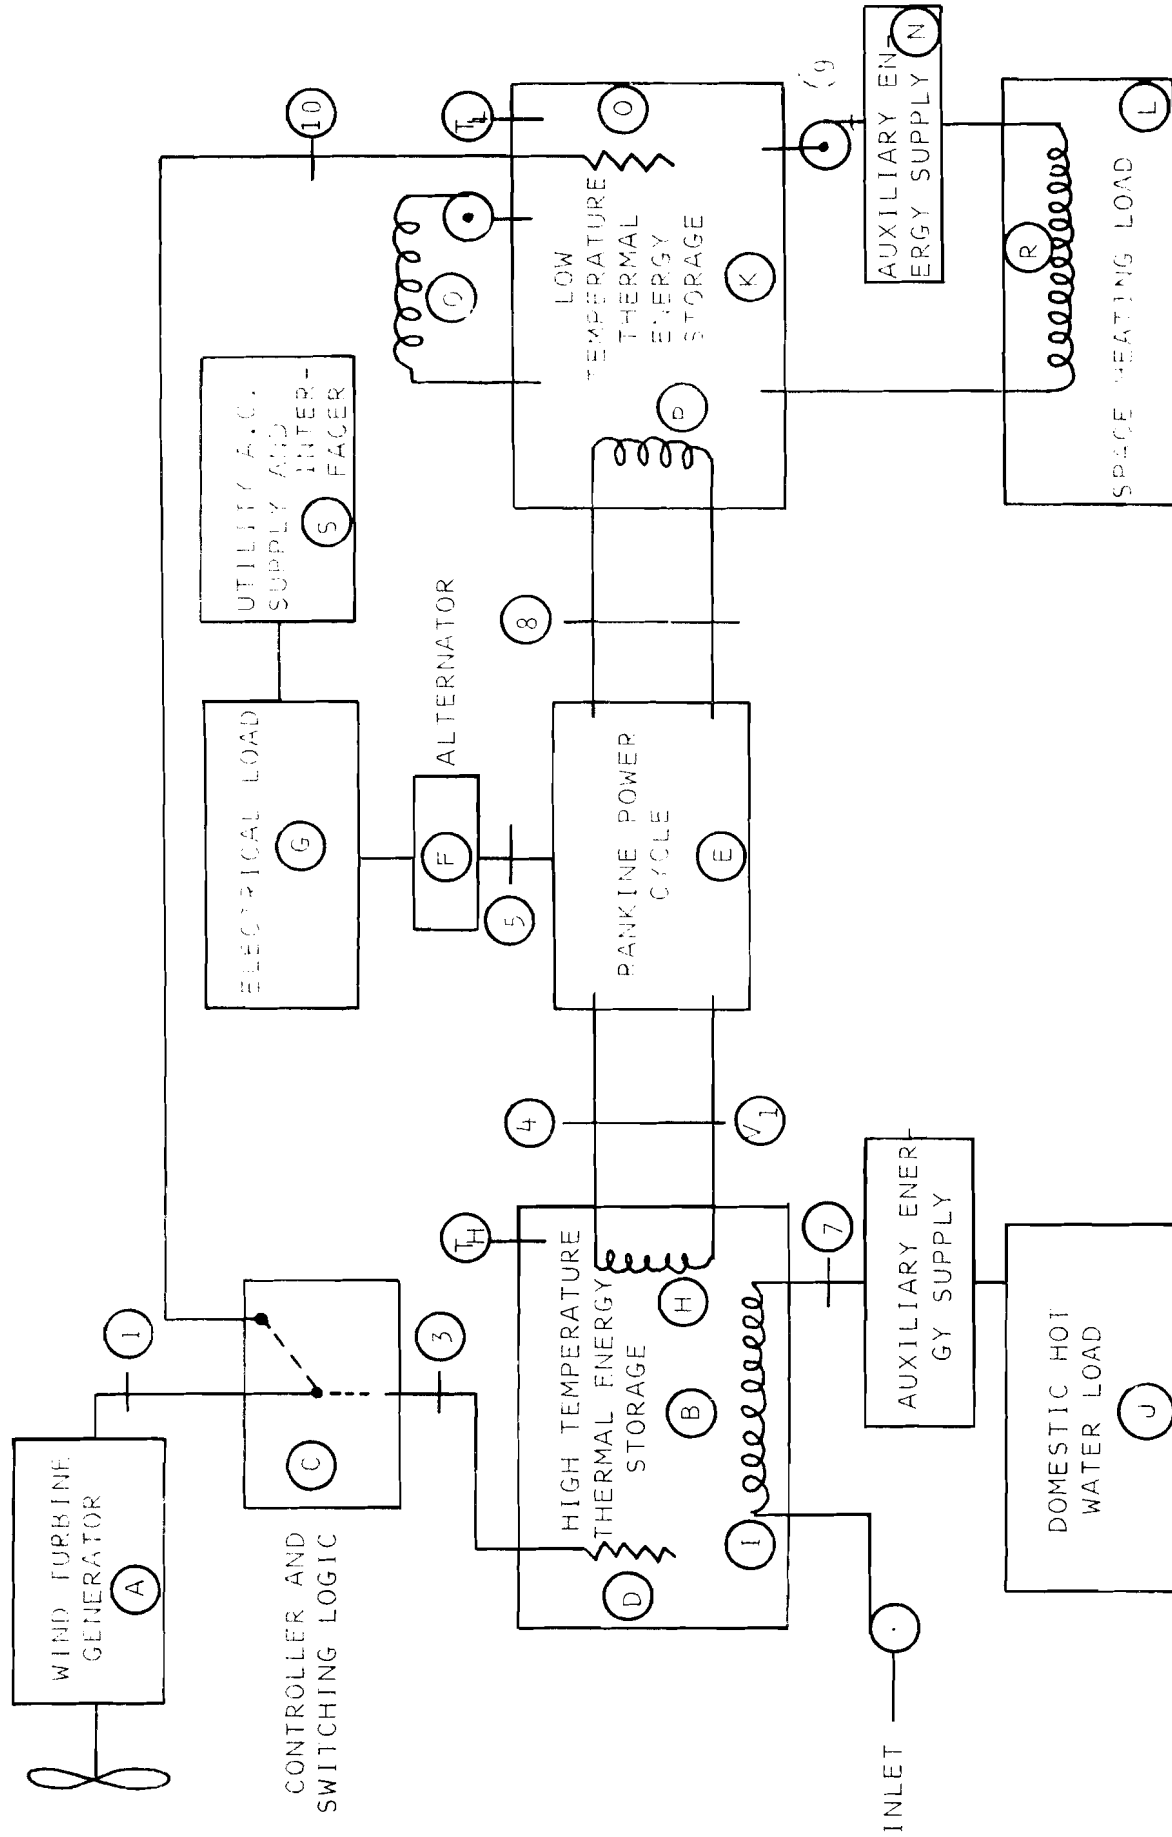 WIND TURBINE
GENERATOR
A
1
CONTROLLER AND
SWITCHING LOGIC
C
3
10
ELECTRICAL LOAD
G
UTILITY A.C.
SUPPLY AND
INTER-
FACER
S
F
ALTERNATOR
5
Q
TL
TH
HIGH TEMPERATURE
THERMAL ENERGY
STORAGE
D
B
H
I
4
V1
RANKINE POWER
CYCLE
E
8
LOW
TEMPERATURE
THERMAL
ENERGY
STORAGE
O
P
K
INLET
7
AUXILIARY ENER-
GY SUPPLY
DOMESTIC HOT
WATER LOAD
J
9
AUXILIARY EN-
ERGY SUPPLY
N
R
SPACE HEATING LOAD
L